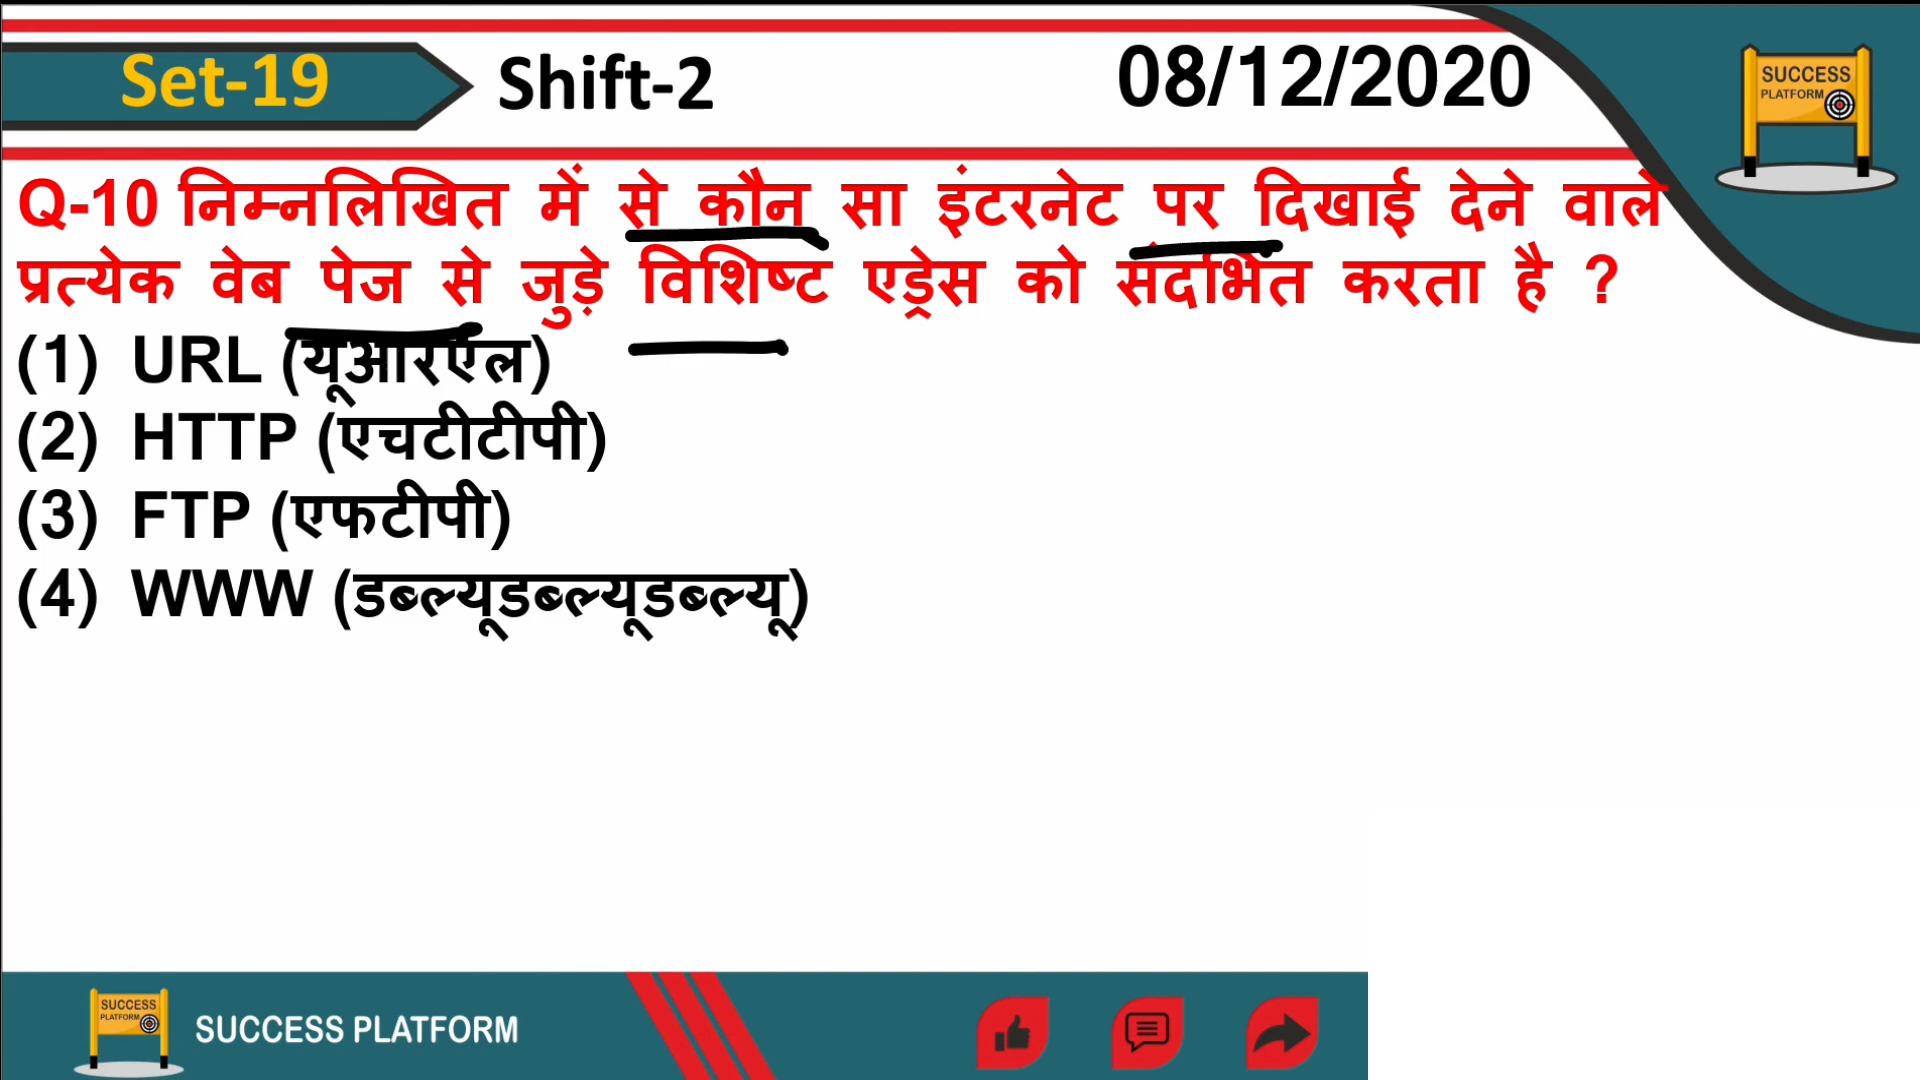 Set-19
Shift-2
08/12/2020
SUCCESS
PLATFORM
Q-10 निम्नलिखित में से कौन सा इंटरनेट पर दिखाई देने वाले
प्रत्येक वेब पेज से जुड़े विशिष्ट एड्रेस को संदर्भित करता है ?
(1) URL (यूआरएल)
(2) HTTP (एचटीटीपी)
(3) FTP (एफटीपी)
(4) WWW (डब्ल्यूडब्ल्यूडब्ल्यू)
SUCCESS
PLATFORM
SUCCESS PLATFORM